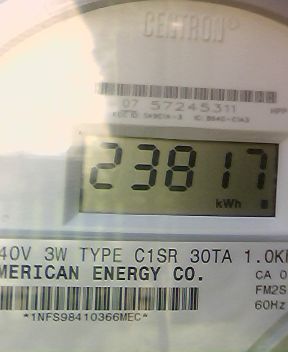 CENTRON®
07 57245311
23817
kWh
40V 3W TYPE C1SR 30TA 1.0K
MERICAN ENERGY CO.
CA 0
FM2S
60Hz
*1NFS98410366MEC*